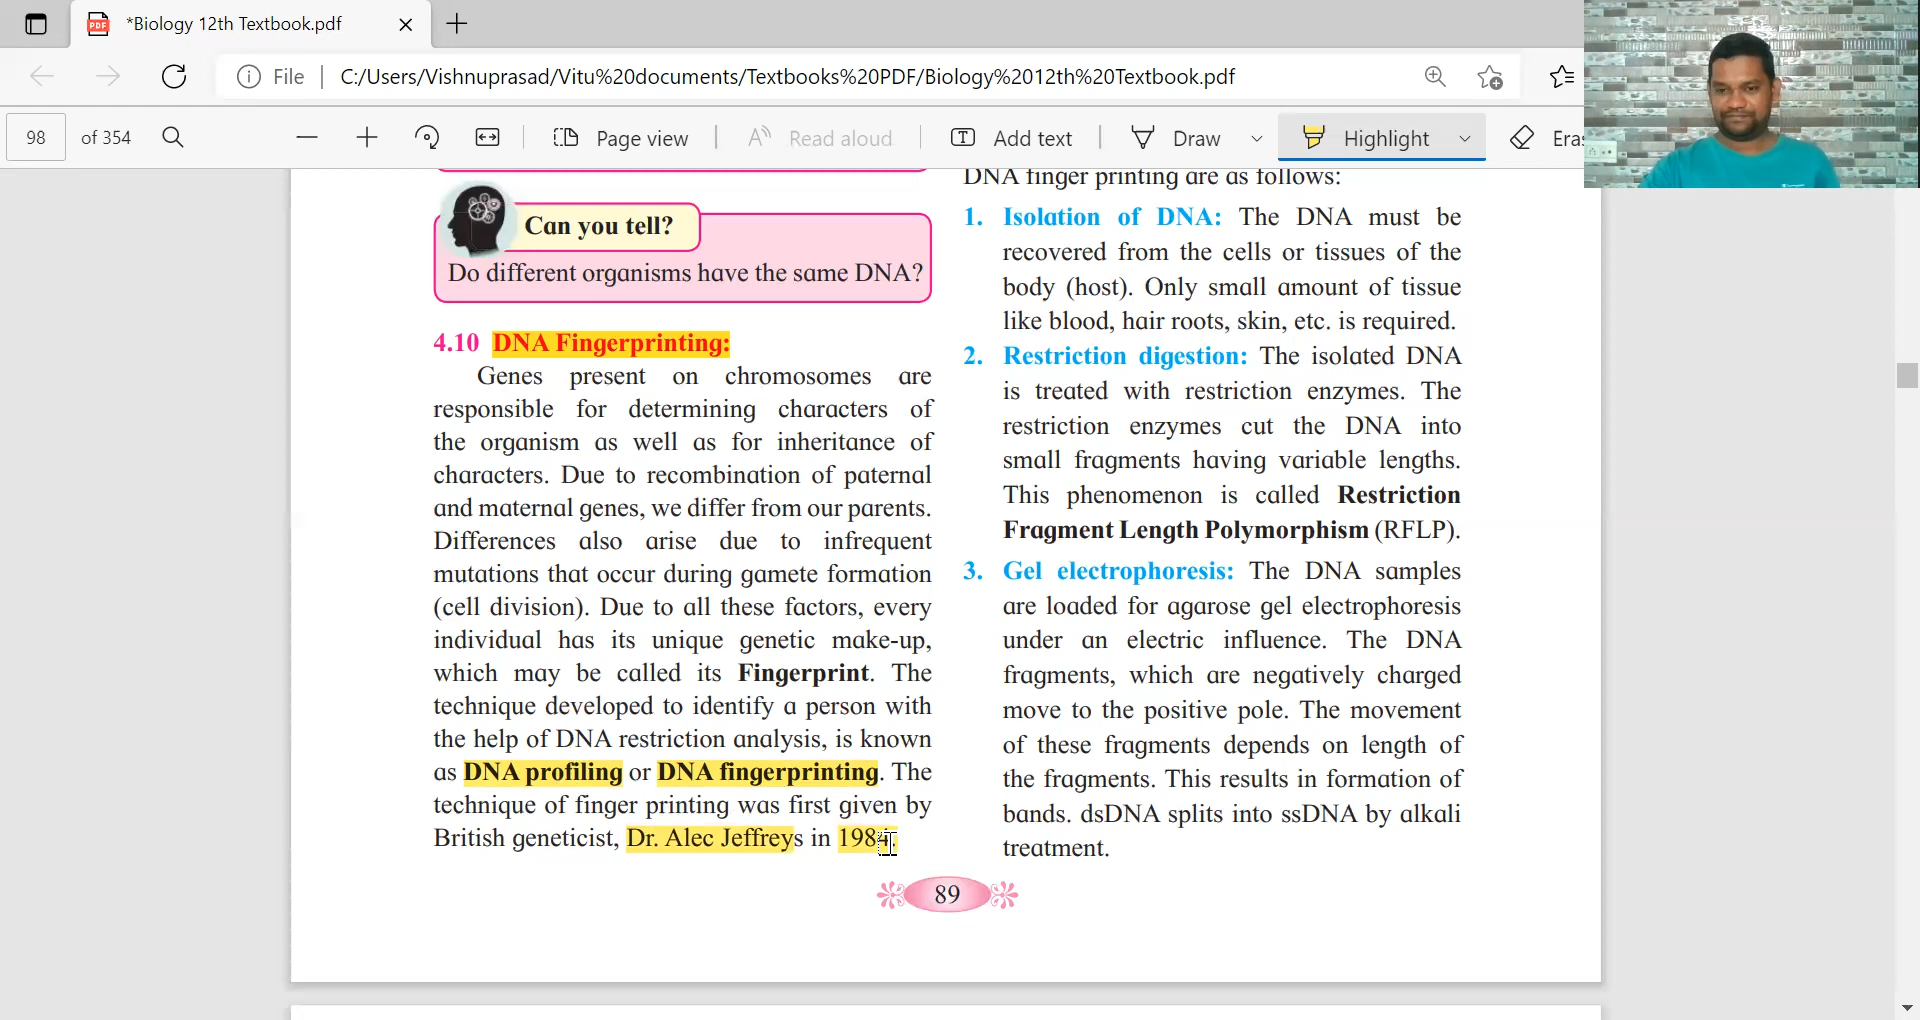 *Biology 12th Textbook.pdf
File
C:/Users/Vishnuprasad/Vitu%20documents/Textbooks%20PDF/Biology%2012th%20Textbook.pdf
98 of 354
Page view
Read aloud
Add text
Draw
Highlight
Eras
Can you tell?
Do different organisms have the same DNA?
4.10 DNA Fingerprinting:
Genes present on chromosomes are
responsible for determining characters of
the organism as well as for inheritance of
characters. Due to recombination of paternal
and maternal genes, we differ from our parents.
Differences also arise due to infrequent
mutations that occur during gamete formation
(cell division). Due to all these factors, every
individual has its unique genetic make-up,
which may be called its Fingerprint. The
technique developed to identify a person with
the help of DNA restriction analysis, is known
as DNA profiling or DNA fingerprinting. The
technique of finger printing was first given by
British geneticist, Dr. Alec Jeffreys in 1984.
DNA finger printing are as follows:
1. Isolation of DNA: The DNA must be
recovered from the cells or tissues of the
body (host). Only small amount of tissue
like blood, hair roots, skin, etc. is required.
2. Restriction digestion: The isolated DNA
is treated with restriction enzymes. The
restriction enzymes cut the DNA into
small fragments having variable lengths.
This phenomenon is called Restriction
Fragment Length Polymorphism (RFLP).
3. Gel electrophoresis: The DNA samples
are loaded for agarose gel electrophoresis
under an electric influence. The DNA
fragments, which are negatively charged
move to the positive pole. The movement
of these fragments depends on length of
the fragments. This results in formation of
bands. dsDNA splits into ssDNA by alkali
treatment.
89